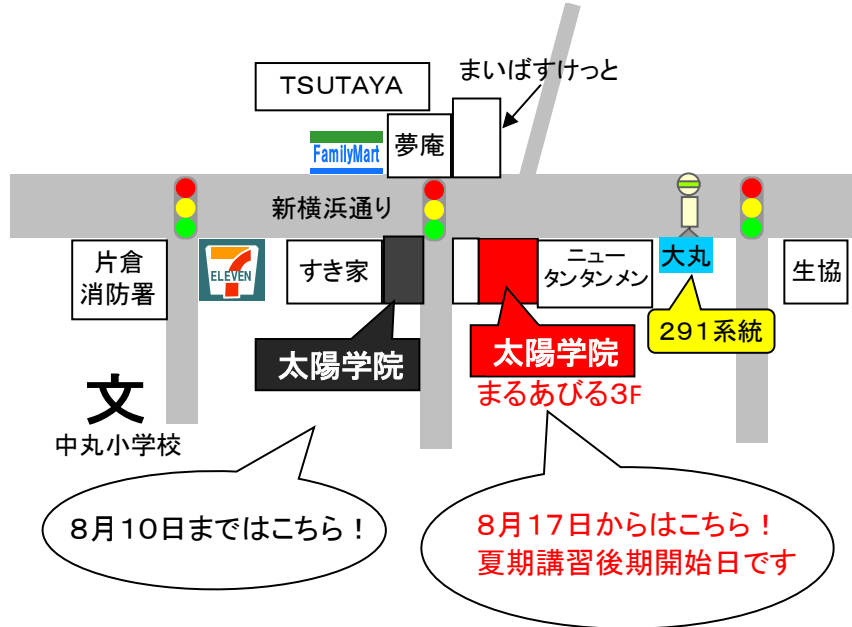 TSUTAYA
まいばすけっと
FamilyMart
夢庵
新横浜通り
片倉
消防署
ELEVEN
すき家
ニュー
タンタンメン
大丸
生協
291系統
太陽学院
太陽学院
まるあびる3F
文
中丸小学校
8月10日まではこちら！
8月17日からはこちら！
夏期講習後期開始日です